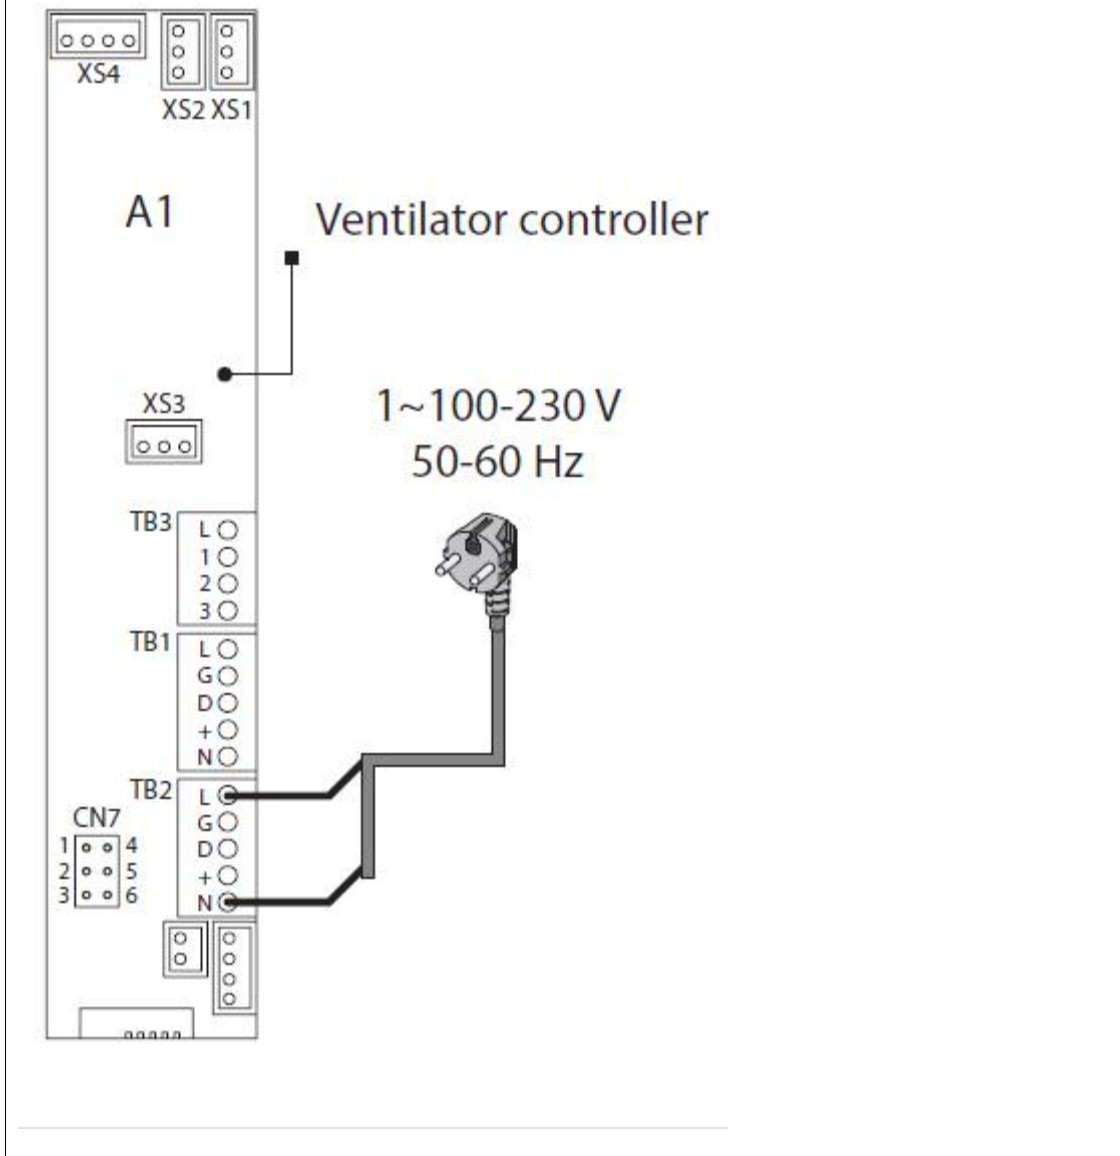 XS4
XS2 XS1
A1
Ventilator controller
XS3
1~100-230 V
50-60 Hz
TB3
L
1
2
3
TB1
L
G
D
+
N
TB2
L
G
D
+
N
CN7
1 4
2 5
3 6